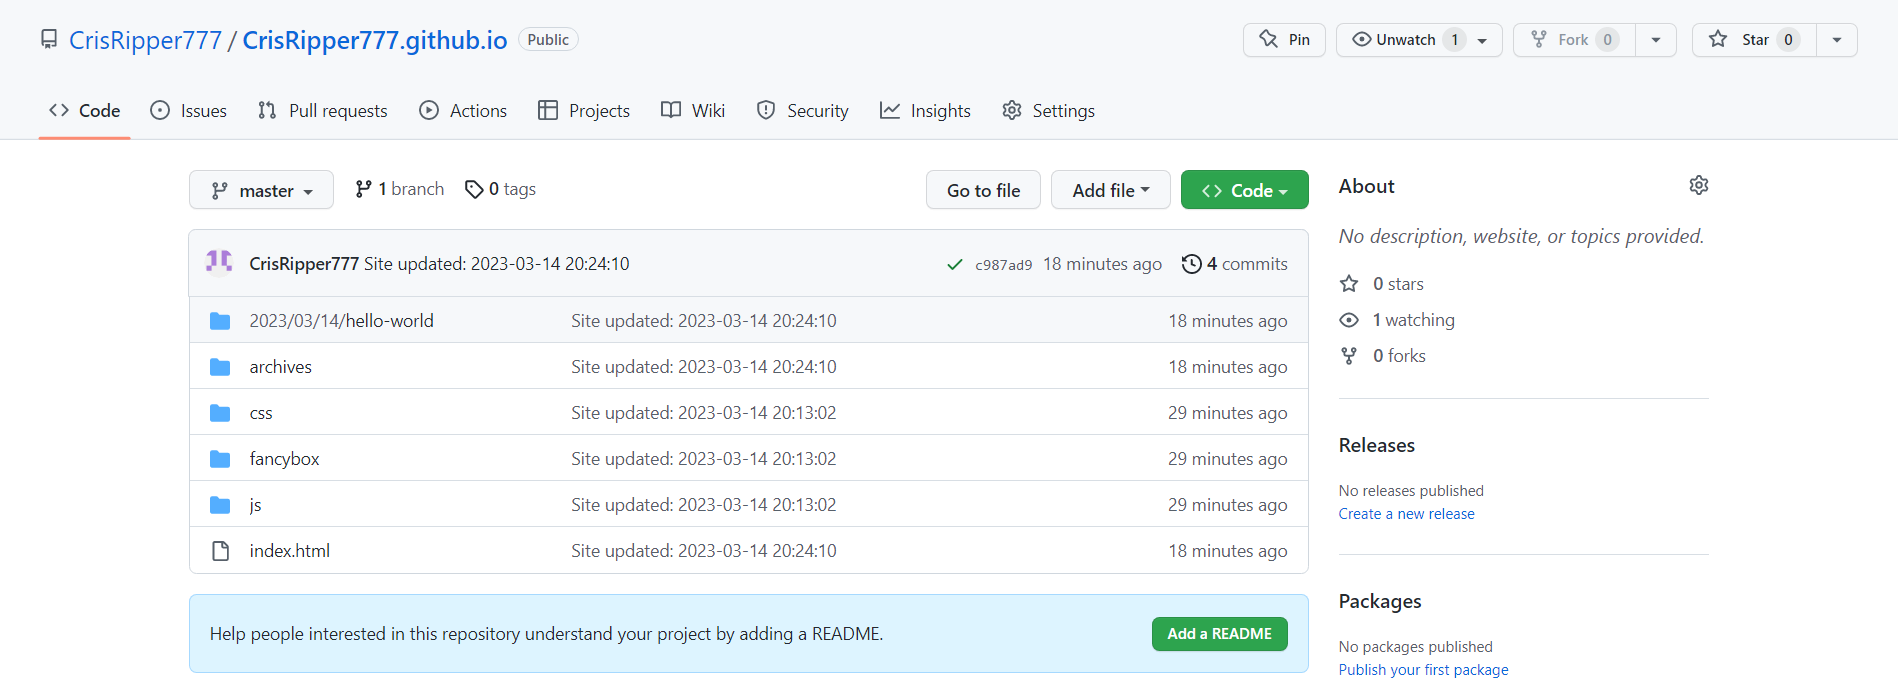 CrisRipper777 / CrisRipper777.github.io Public Pin Unwatch 1 Fork 0 Star 0
Code Issues Pull requests Actions Projects Wiki Security Insights Settings
master 1 branch 0 tags Go to file Add file Code
CrisRipper777 Site updated: 2023-03-14 20:24:10 c987ad9 18 minutes ago 4 commits
2023/03/14/hello-world Site updated: 2023-03-14 20:24:10 18 minutes ago
archives Site updated: 2023-03-14 20:24:10 18 minutes ago
css Site updated: 2023-03-14 20:13:02 29 minutes ago
fancybox Site updated: 2023-03-14 20:13:02 29 minutes ago
js Site updated: 2023-03-14 20:13:02 29 minutes ago
index.html Site updated: 2023-03-14 20:24:10 18 minutes ago
Help people interested in this repository understand your project by adding a README. Add a README
About
No description, website, or topics provided.
0 stars
1 watching
0 forks
Releases
No releases published
Create a new release
Packages
No packages published
Publish your first package